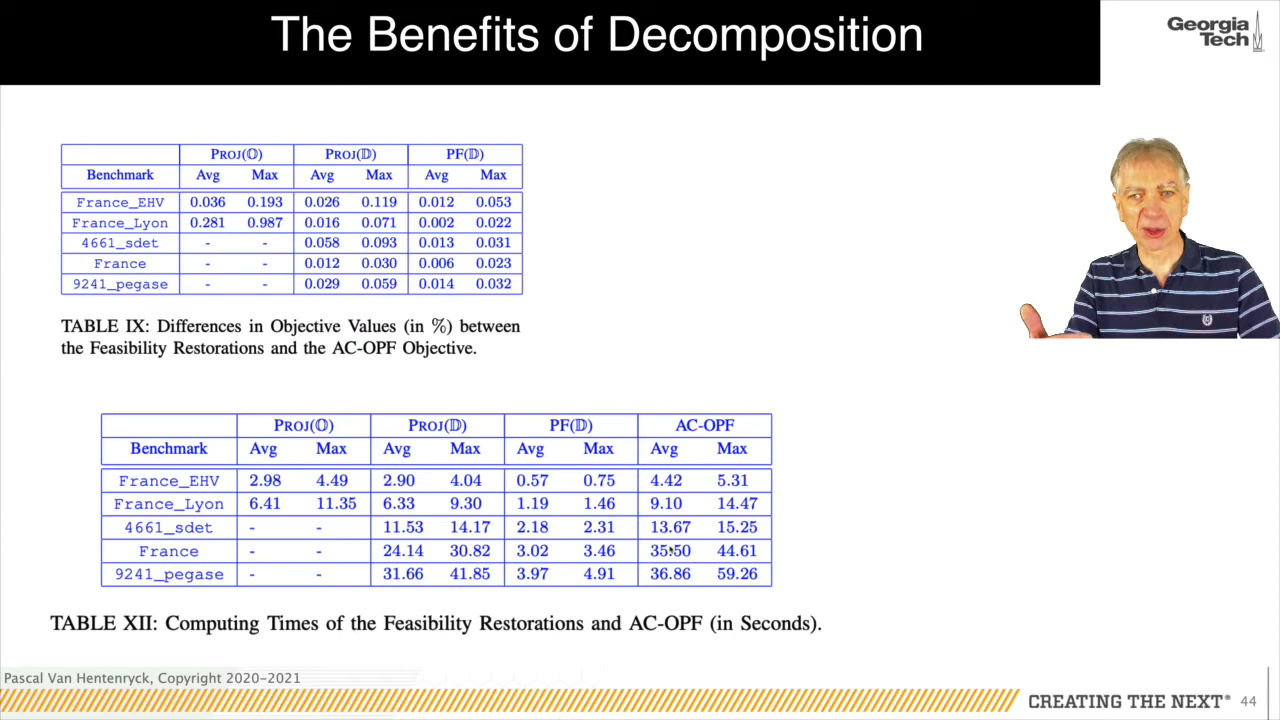 The Benefits of Decomposition
Georgia
Tech
PROJ(𝕆) PROJ(𝔻) PF(𝔻)
Benchmark Avg Max Avg Max Avg Max
France_EHV 0.036 0.193 0.026 0.119 0.012 0.053
France_Lyon 0.281 0.987 0.016 0.071 0.002 0.022
4661_sdet - - 0.058 0.093 0.013 0.031
France - - 0.012 0.030 0.006 0.023
9241_pegase - - 0.029 0.059 0.014 0.032
TABLE IX: Differences in Objective Values (in %) between
the Feasibility Restorations and the AC-OPF Objective.
PROJ(𝕆) PROJ(𝔻) PF(𝔻) AC-OPF
Benchmark Avg Max Avg Max Avg Max Avg Max
France_EHV 2.98 4.49 2.90 4.04 0.57 0.75 4.42 5.31
France_Lyon 6.41 11.35 6.33 9.30 1.19 1.46 9.10 14.47
4661_sdet - - 11.53 14.17 2.18 2.31 13.67 15.25
France - - 24.14 30.82 3.02 3.46 35.50 44.61
9241_pegase - - 31.66 41.85 3.97 4.91 36.86 59.26
TABLE XII: Computing Times of the Feasibility Restorations and AC-OPF (in Seconds).
Pascal Van Hentenryck, Copyright 2020-2021
CREATING THE NEXT® 44